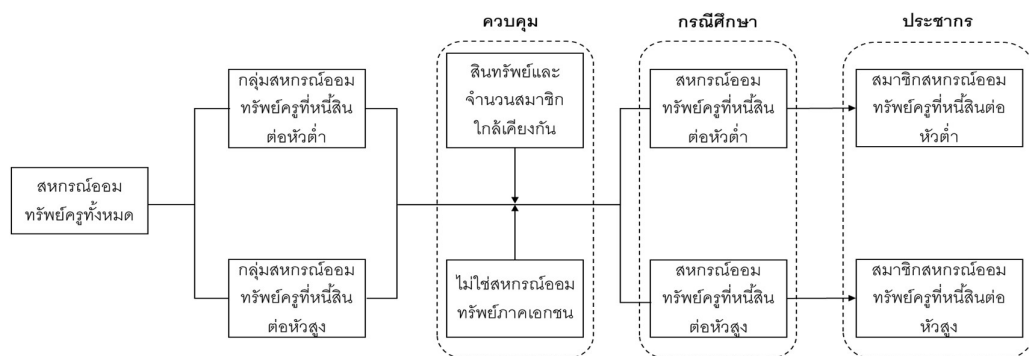 ควบคุม
กรณีศึกษา
ประชากร
สหกรณ์ออม
ทรัพย์ครูทั้งหมด
กลุ่มสหกรณ์ออม
ทรัพย์ครูที่หนี้สิน
ต่อหัวต่ำ
กลุ่มสหกรณ์ออม
ทรัพย์ครูที่หนี้สิน
ต่อหัวสูง
สินทรัพย์และ
จำนวนสมาชิก
ใกล้เคียงกัน
ไม่ใช่สหกรณ์ออม
ทรัพย์ภาคเอกชน
สหกรณ์ออม
ทรัพย์ครูที่หนี้สิน
ต่อหัวต่ำ
สหกรณ์ออม
ทรัพย์ครูที่หนี้สิน
ต่อหัวสูง
สมาชิกสหกรณ์ออม
ทรัพย์ครูที่หนี้สินต่อ
หัวต่ำ
สมาชิกสหกรณ์ออม
ทรัพย์ครูที่หนี้สินต่อ
หัวสูง